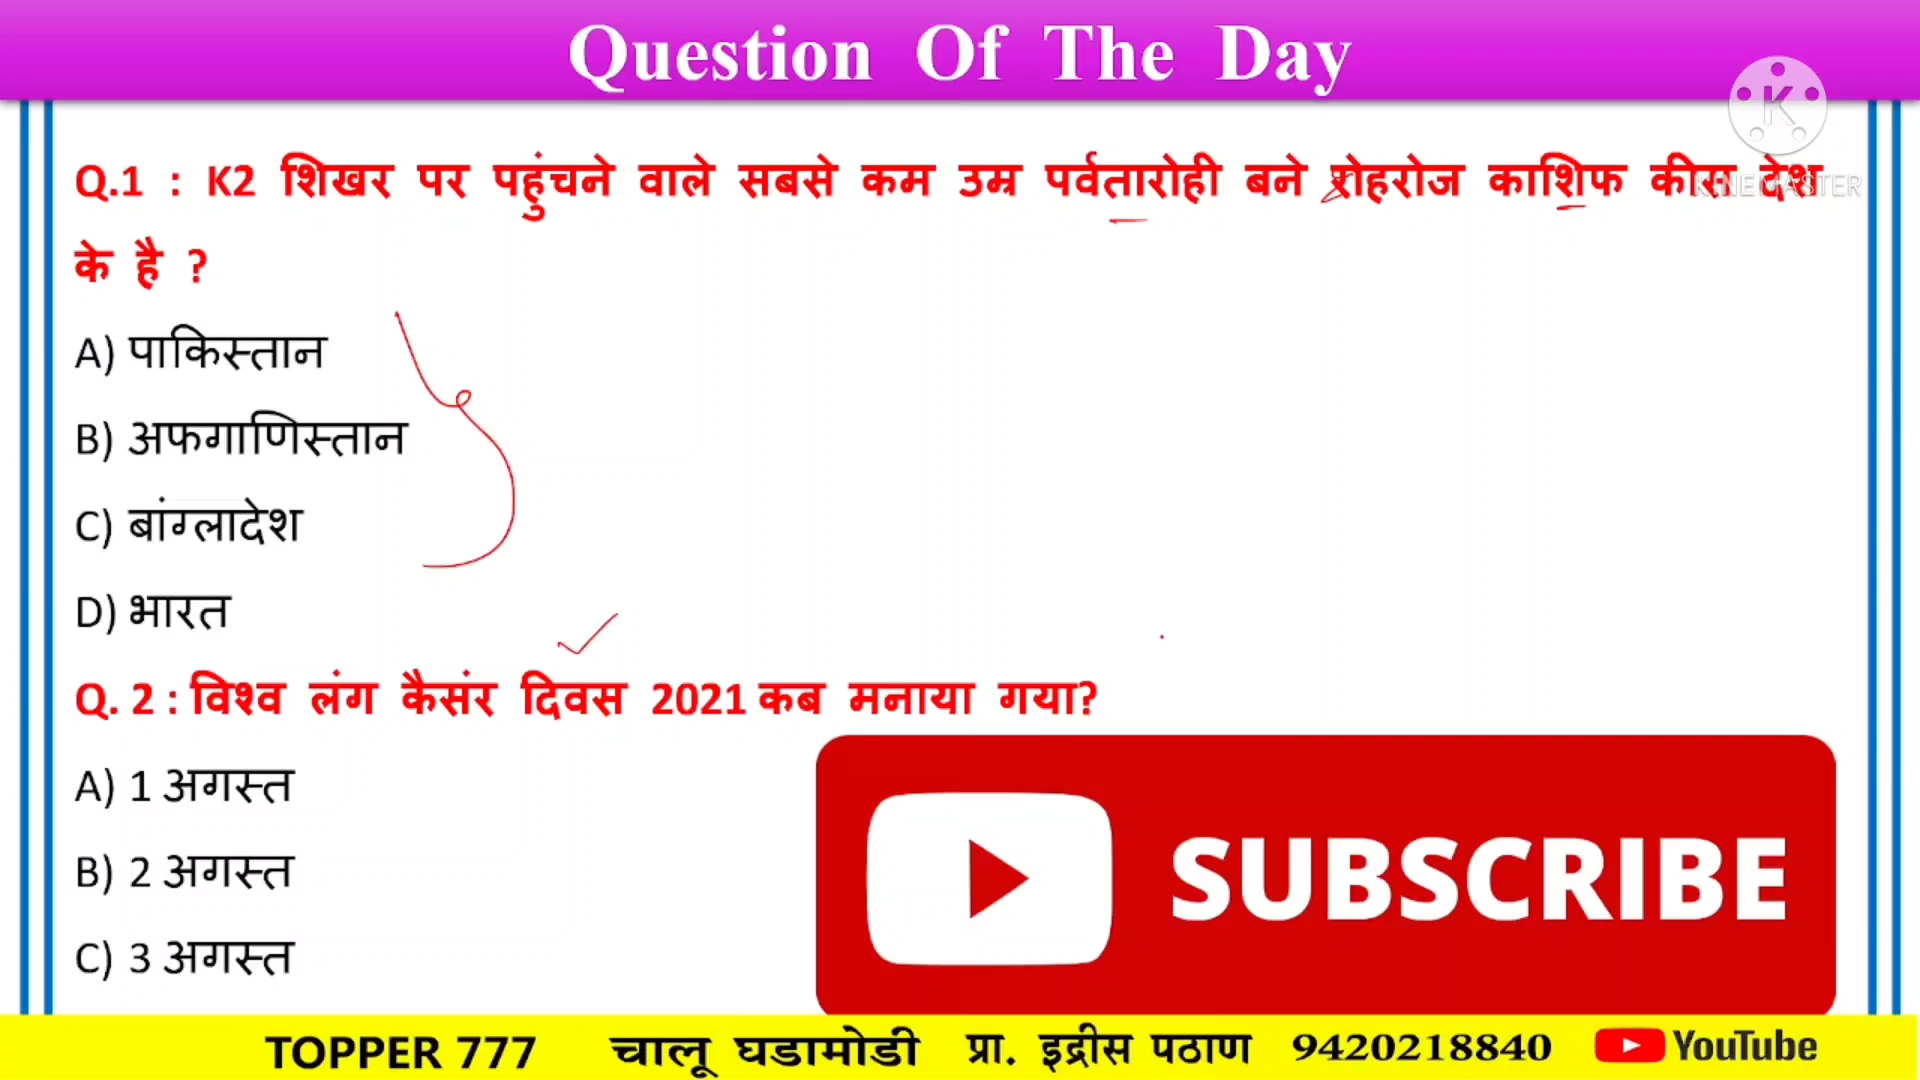 Question Of The Day
Q.1 : K2 शिखर पर पहुंचने वाले सबसे कम उम्र पर्वतारोही बने शेहरोज काशिफ कीस देश
के है ?
KINEMASTER
A) पाकिस्तान
B) अफगाणिस्तान
C) बांग्लादेश
D) भारत
Q. 2 : विश्व लंग कैसंर दिवस 2021 कब मनाया गया?
A) 1 अगस्त
B) 2 अगस्त
C) 3 अगस्त
SUBSCRIBE
TOPPER 777 चालू घडामोडी प्रा. इद्रीस पठाण 9420218840 YouTube